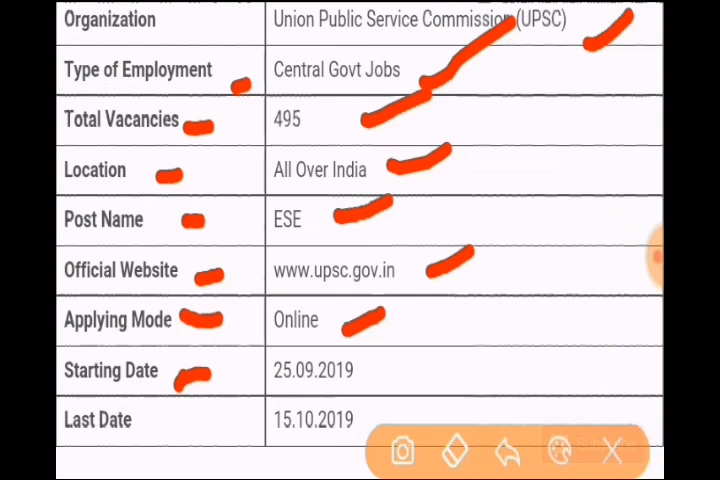 Organization Union Public Service Commission (UPSC)
Type of Employment Central Govt Jobs
Total Vacancies 495
Location All Over India
Post Name ESE
Official Website www.upsc.gov.in
Applying Mode Online
Starting Date 25.09.2019
Last Date 15.10.2019